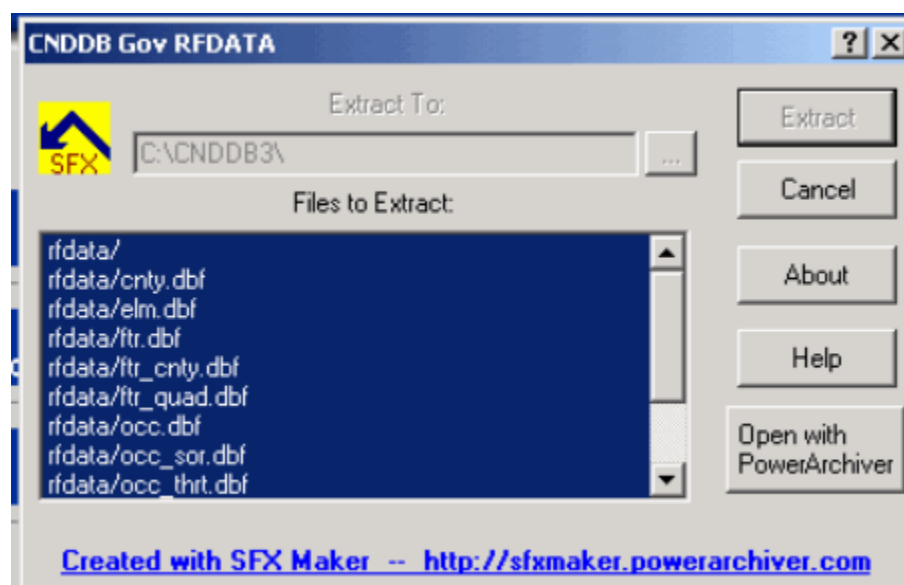 CNDDB Gov RFDATA
Extract To:
Extract
SFX
C:\CNDDB3\
...
Cancel
Files to Extract:
rfdata/
rfdata/cnty.dbf
rfdata/elm.dbf
rfdata/ftr.dbf
rfdata/ftr_cnty.dbf
rfdata/ftr_quad.dbf
rfdata/occ.dbf
rfdata/occ_sor.dbf
rfdata/occ_thrt.dbf
About
Help
Open with
PowerArchiver
Created with SFX Maker -- http://sfxmaker.powerarchiver.com